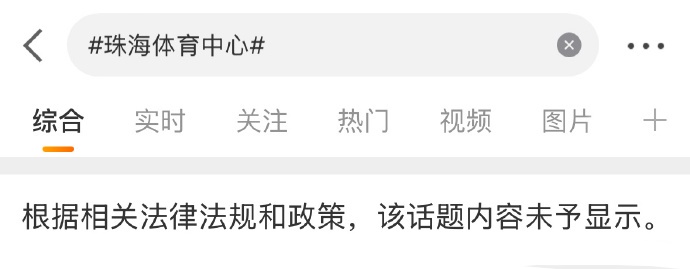 #珠海体育中心#
综合 实时 关注 热门 视频 图片
根据相关法律法规和政策，该话题内容未予显示。